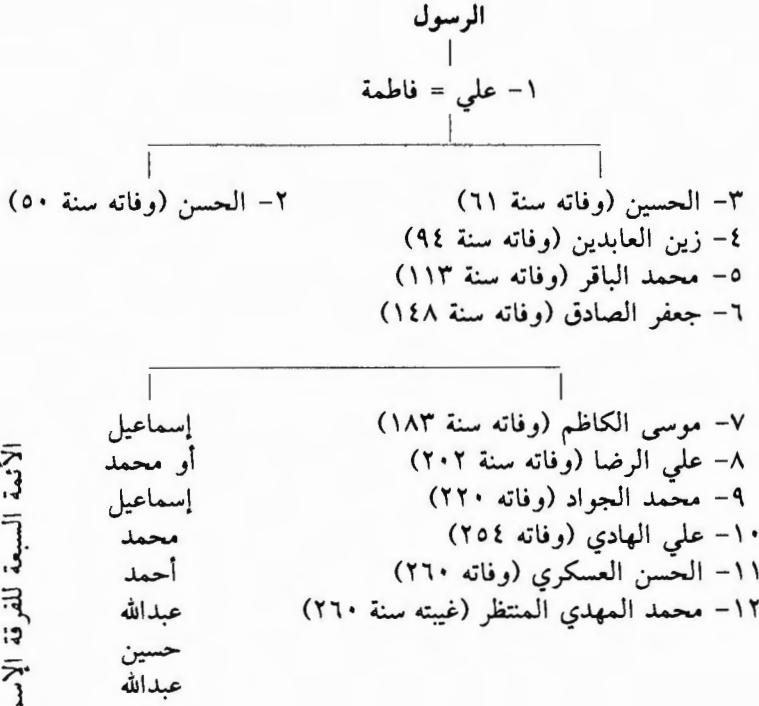 الرسول
١- علي = فاطمة
٣- الحسين (وفاته سنة ٦١)
٢- الحسن (وفاته سنة ٥٠)
٤- زين العابدين (وفاته سنة ٩٤)
٥- محمد الباقر (وفاته سنة ١١٣)
٦- جعفر الصادق (وفاته سنة ١٤٨)
٧- موسى الكاظم (وفاته سنة ١٨٣)
٨- علي الرضا (وفاته سنة ٢٠٢)
٩- محمد الجواد (وفاته ٢٢٠)
١٠- علي الهادي (وفاته ٢٥٤)
١١- الحسن العسكري (وفاته ٢٦٠)
١٢- محمد المهدي المنتظر (غيبته سنة ٢٦٠)
إسماعيل
أو محمد
إسماعيل
محمد
أحمد
عبدالله
حسين
عبدالله
الأئمة السبعة للفرقة